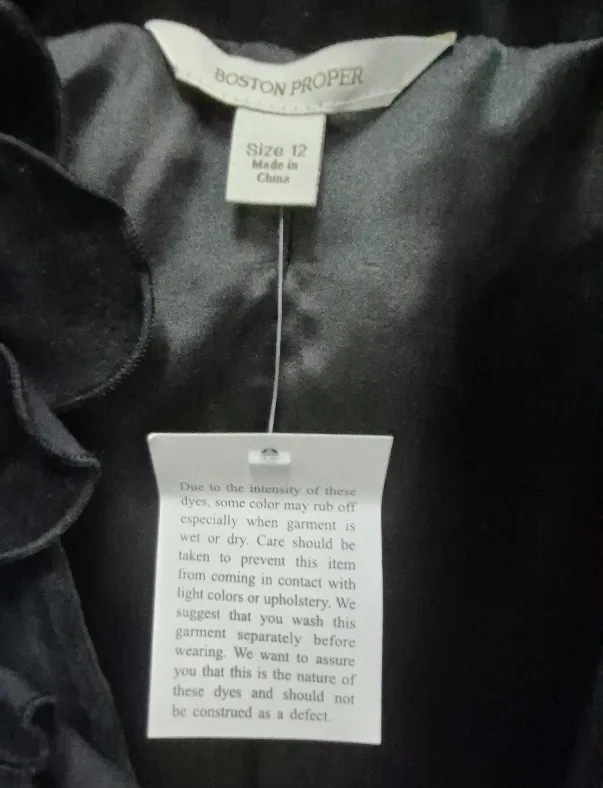 BOSTON PROPER
Size 12
Made in
China
Due to the intensity of these
dyes, some color may rub off
especially when garment is
wet or dry. Care should be
taken to prevent this item
from coming in contact with
light colors or upholstery. We
suggest that you wash this
garment separately before
wearing. We want to assure
you that this is the nature of
these dyes and should not
be construed as a defect.